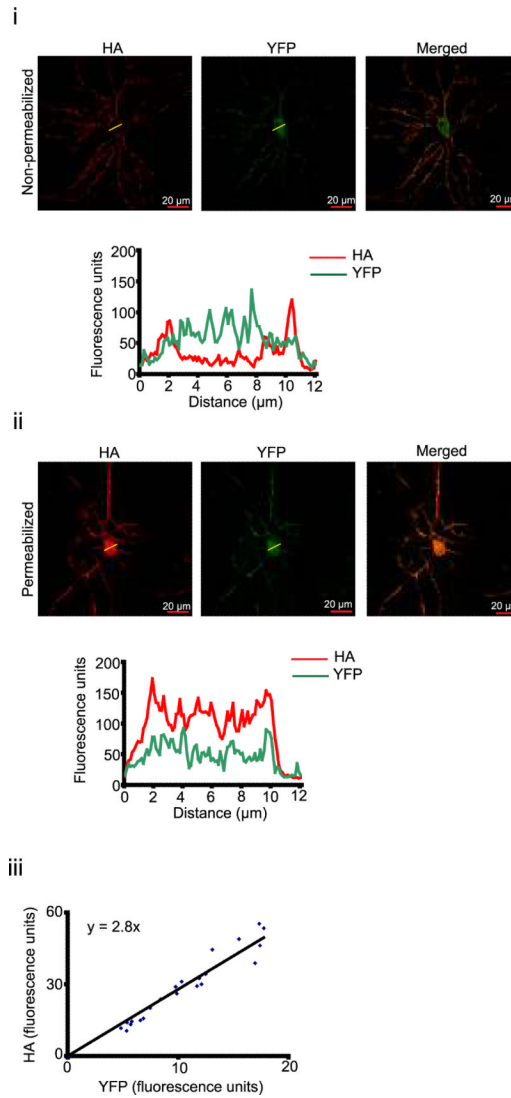 i
HA YFP Merged
Non-permeabilized
20 µm 20 µm 20 µm
HA
YFP
Fluorescence units
200
150
100
50
0
0 2 4 6 8 10 12
Distance (µm)
ii
HA YFP Merged
Permeabilized
20 µm 20 µm 20 µm
HA
YFP
Fluorescence units
200
150
100
50
0
0 2 4 6 8 10 12
Distance (µm)
iii
y = 2.8x
HA (fluorescence units)
60
30
0
0 10 20
YFP (fluorescence units)